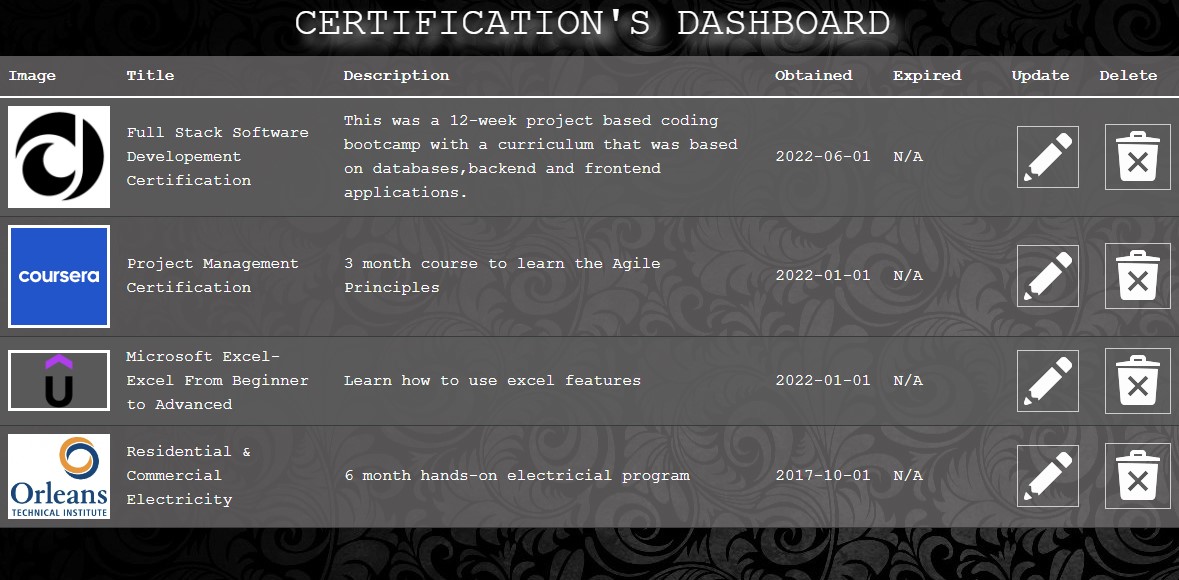 CERTIFICATION'S DASHBOARD
Image Title Description Obtained Expired Update Delete
Full Stack Software
Developement
Certification
This was a 12-week project based coding
bootcamp with a curriculum that was based
on databases,backend and frontend
applications.
2022-06-01 N/A
coursera
Project Management
Certification
3 month course to learn the Agile
Principles
2022-01-01 N/A
Microsoft Excel-
Excel From Beginner
to Advanced
Learn how to use excel features
2022-01-01 N/A
Orleans
TECHNICAL INSTITUTE
Residential &
Commercial
Electricity
6 month hands-on electricial program
2017-10-01 N/A